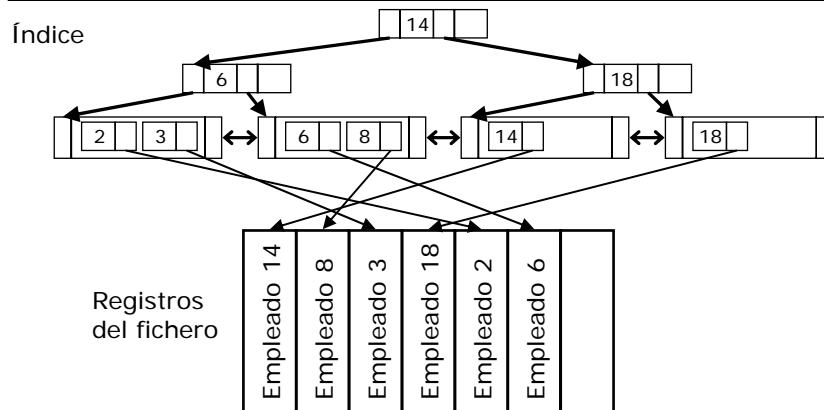 Índice
14
6
18
2 3 6 8 14 18
Empleado 14
Empleado 8
Empleado 3
Empleado 18
Empleado 2
Empleado 6
Registros
del fichero